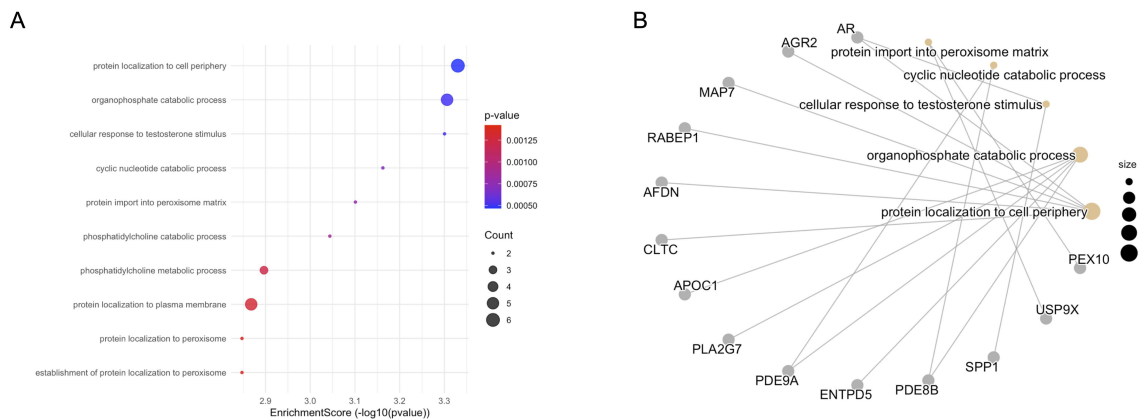 A
protein localization to cell periphery
organophosphate catabolic process
cellular response to testosterone stimulus
cyclic nucleotide catabolic process
protein import into peroxisome matrix
phosphatidylcholine catabolic process
phosphatidylcholine metabolic process
protein localization to plasma membrane
protein localization to peroxisome
establishment of protein localization to peroxisome
2.9 3.0 3.1 3.2 3.3
EnrichmentScore (-log10(pvalue))
p-value
0.00125
0.00100
0.00075
0.00050
Count
2
3
4
5
6
B
AR
AGR2
protein import into peroxisome matrix
cyclic nucleotide catabolic process
MAP7
cellular response to testosterone stimulus
RABEP1
organophosphate catabolic process
AFDN
protein localization to cell periphery
CLTC
PEX10
APOC1
USP9X
PLA2G7
SPP1
PDE9A
ENTPD5
PDE8B
size